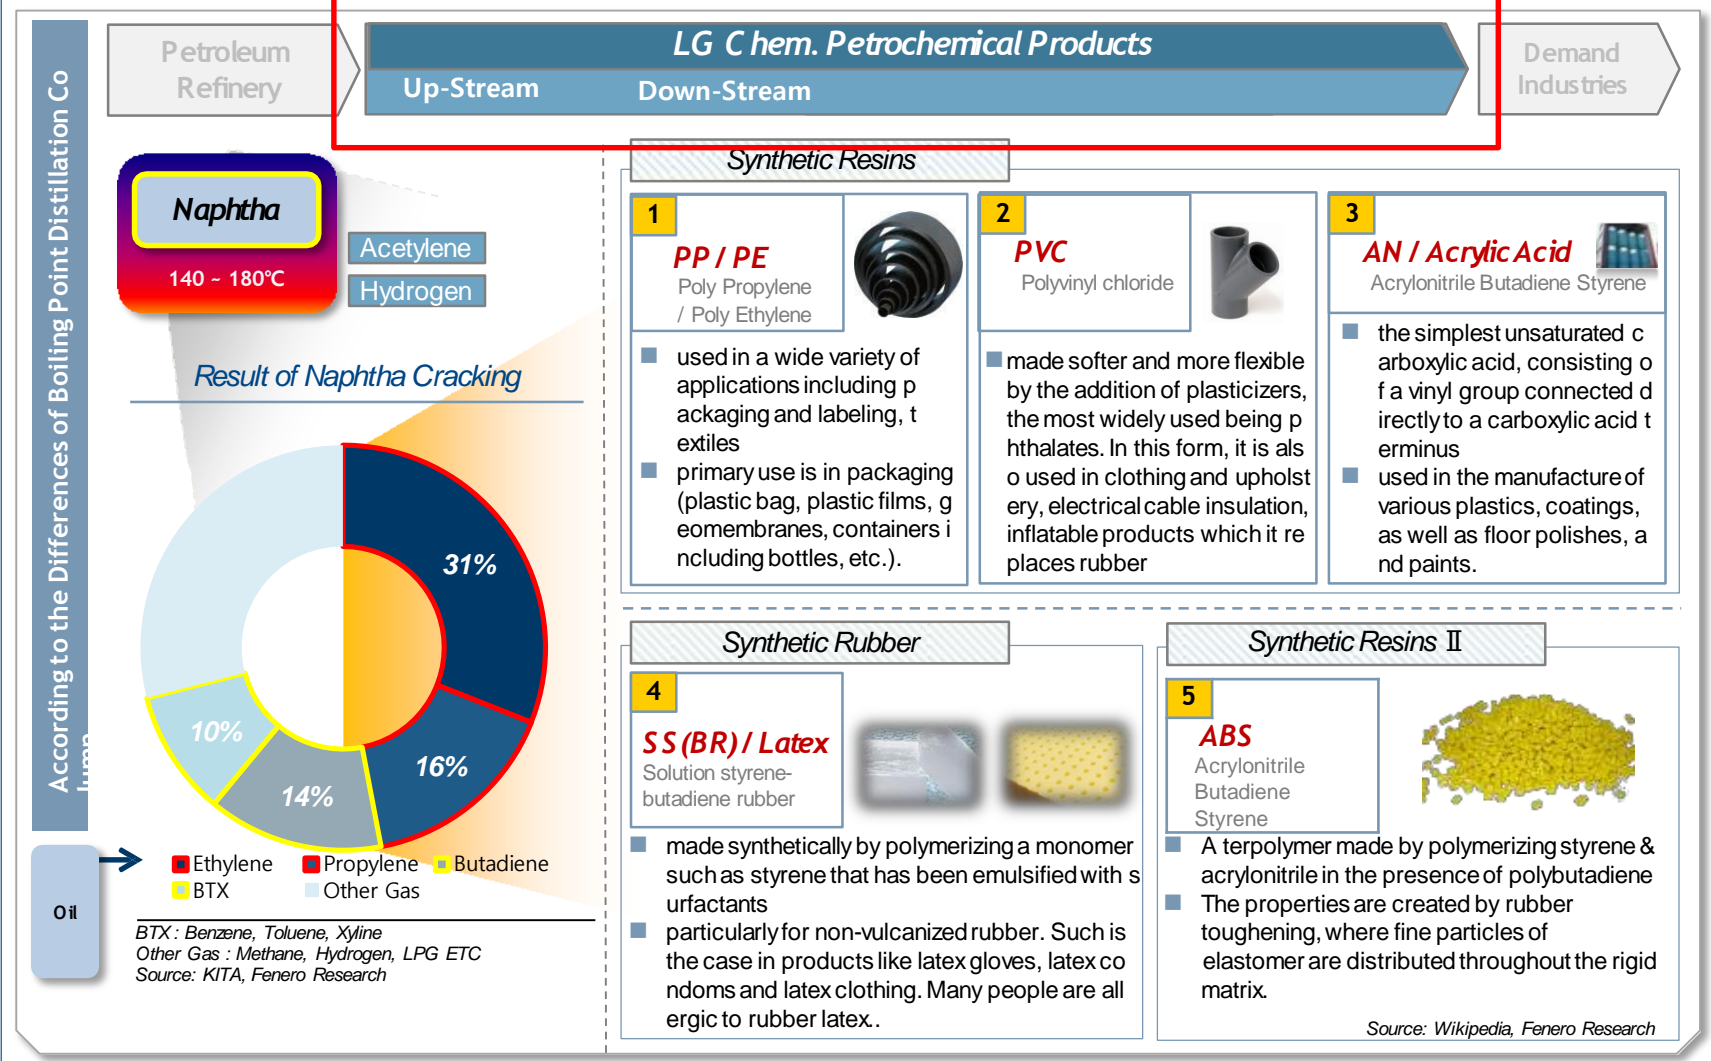 According to the Differences of Boiling Point Distillation Co
lumn
Petroleum
Refinery
LG Chem. Petrochemical Products
Up-Stream
Down-Stream
Demand
Industries
Naphtha
140 ~ 180℃
Acetylene
Hydrogen
Result of Naphtha Cracking
31%
16%
14%
10%
Ethylene
Propylene
Butadiene
BTX
Other Gas
Oil
BTX : Benzene, Toluene, Xyline
Other Gas : Methane, Hydrogen, LPG ETC
Source: KITA, Fenero Research
Synthetic Resins
1
PP / PE
Poly Propylene
/ Poly Ethylene
used in a wide variety of
applications including p
ackaging and labeling, t
extiles
primary use is in packaging
(plastic bag, plastic films, g
eomembranes, containers i
ncluding bottles, etc.).
2
PVC
Polyvinyl chloride
made softer and more flexible
by the addition of plasticizers,
the most widely used being p
hthalates. In this form, it is als
o used in clothing and upholst
ery, electrical cable insulation,
inflatable products which it re
places rubber
3
AN / Acrylic Acid
Acrylonitrile Butadiene Styrene
the simplest unsaturated c
arboxylic acid, consisting o
f a vinyl group connected d
irectly to a carboxylic acid t
erminus
used in the manufacture of
various plastics, coatings,
as well as floor polishes, a
nd paints.
Synthetic Rubber
4
SS(BR) / Latex
Solution styrene-
butadiene rubber
made synthetically by polymerizing a monomer
such as styrene that has been emulsified with s
urfactants
particularly for non-vulcanized rubber. Such is
the case in products like latex gloves, latex co
ndoms and latex clothing. Many people are all
ergic to rubber latex..
Synthetic Resins Ⅱ
5
ABS
Acrylonitrile
Butadiene
Styrene
A terpolymer made by polymerizing styrene &
acrylonitrile in the presence of polybutadiene
The properties are created by rubber
toughening, where fine particles of
elastomer are distributed throughout the rigid
matrix.
Source: Wikipedia, Fenero Research